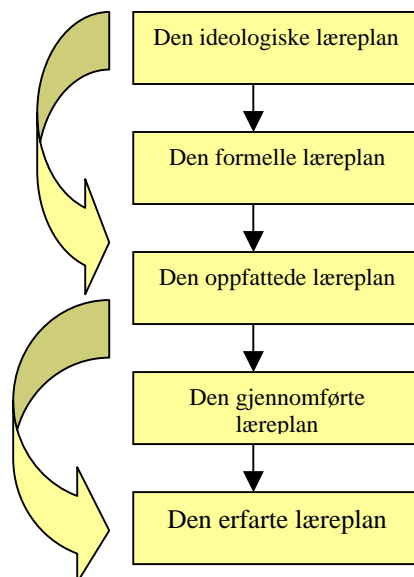 Den ideologiske læreplan
Den formelle læreplan
Den oppfattede læreplan
Den gjennomførte
læreplan
Den erfarte læreplan